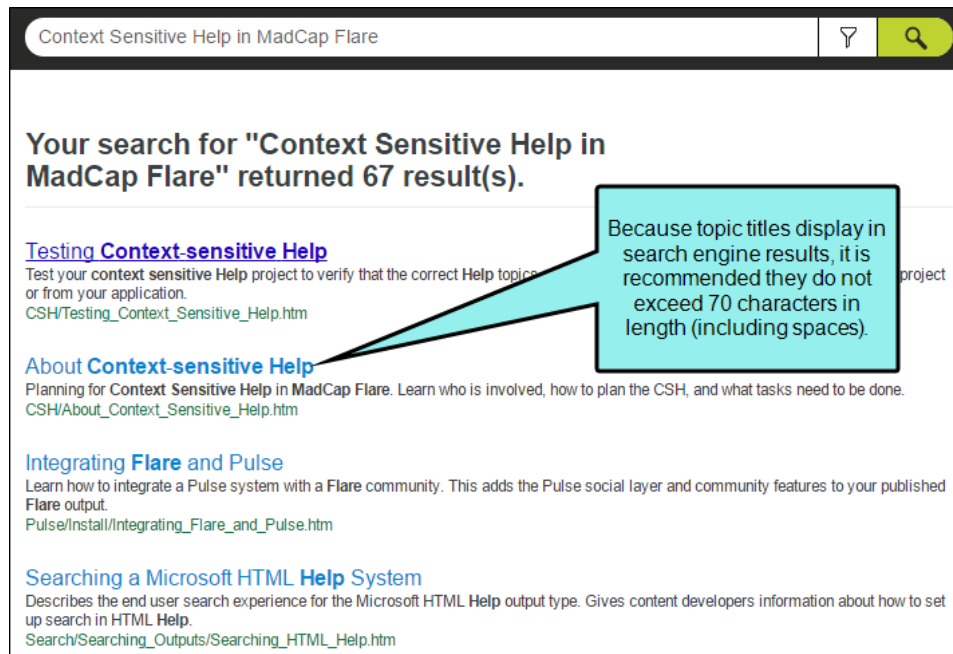 Context Sensitive Help in MadCap Flare
Your search for "Context Sensitive Help in
MadCap Flare" returned 67 result(s).
Because topic titles display in
search engine results, it is
recommended they do not
exceed 70 characters in
length (including spaces).
Testing Context-sensitive Help
Test your context sensitive Help project to verify that the correct Help topics project
or from your application.
CSH/Testing_Context_Sensitive_Help.htm
About Context-sensitive Help
Planning for Context Sensitive Help in MadCap Flare. Learn who is involved, how to plan the CSH, and what tasks need to be done.
CSH/About_Context_Sensitive_Help.htm
Integrating Flare and Pulse
Learn how to integrate a Pulse system with a Flare community. This adds the Pulse social layer and community features to your published
Flare output.
Pulse/Install/Integrating_Flare_and_Pulse.htm
Searching a Microsoft HTML Help System
Describes the end user search experience for the Microsoft HTML Help output type. Gives content developers information about how to set
up search in HTML Help.
Search/Searching_Outputs/Searching_HTML_Help.htm